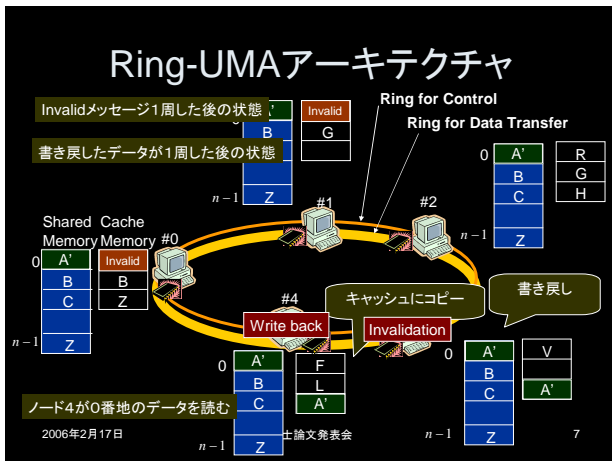 Ring-UMAアーキテクチャ
Invalidメッセージ1周した後の状態
書き戻したデータが1周した後の状態
A'
B
Z
n-1
Invalid
G
Ring for Control
Ring for Data Transfer
0
A'
B
C
Z
n-1
R
G
H
#1
#2
Shared Memory
Cache Memory
#0
0
A'
B
C
Z
n-1
Invalid
B
Z
#4
キャッシュにコピー
書き戻し
Write back
Invalidation
0
A'
B
C
Z
n-1
F
L
A'
0
A'
B
C
Z
n-1
V
A'
ノード4が0番地のデータを読む
2006年2月17日
士論文発表会
7